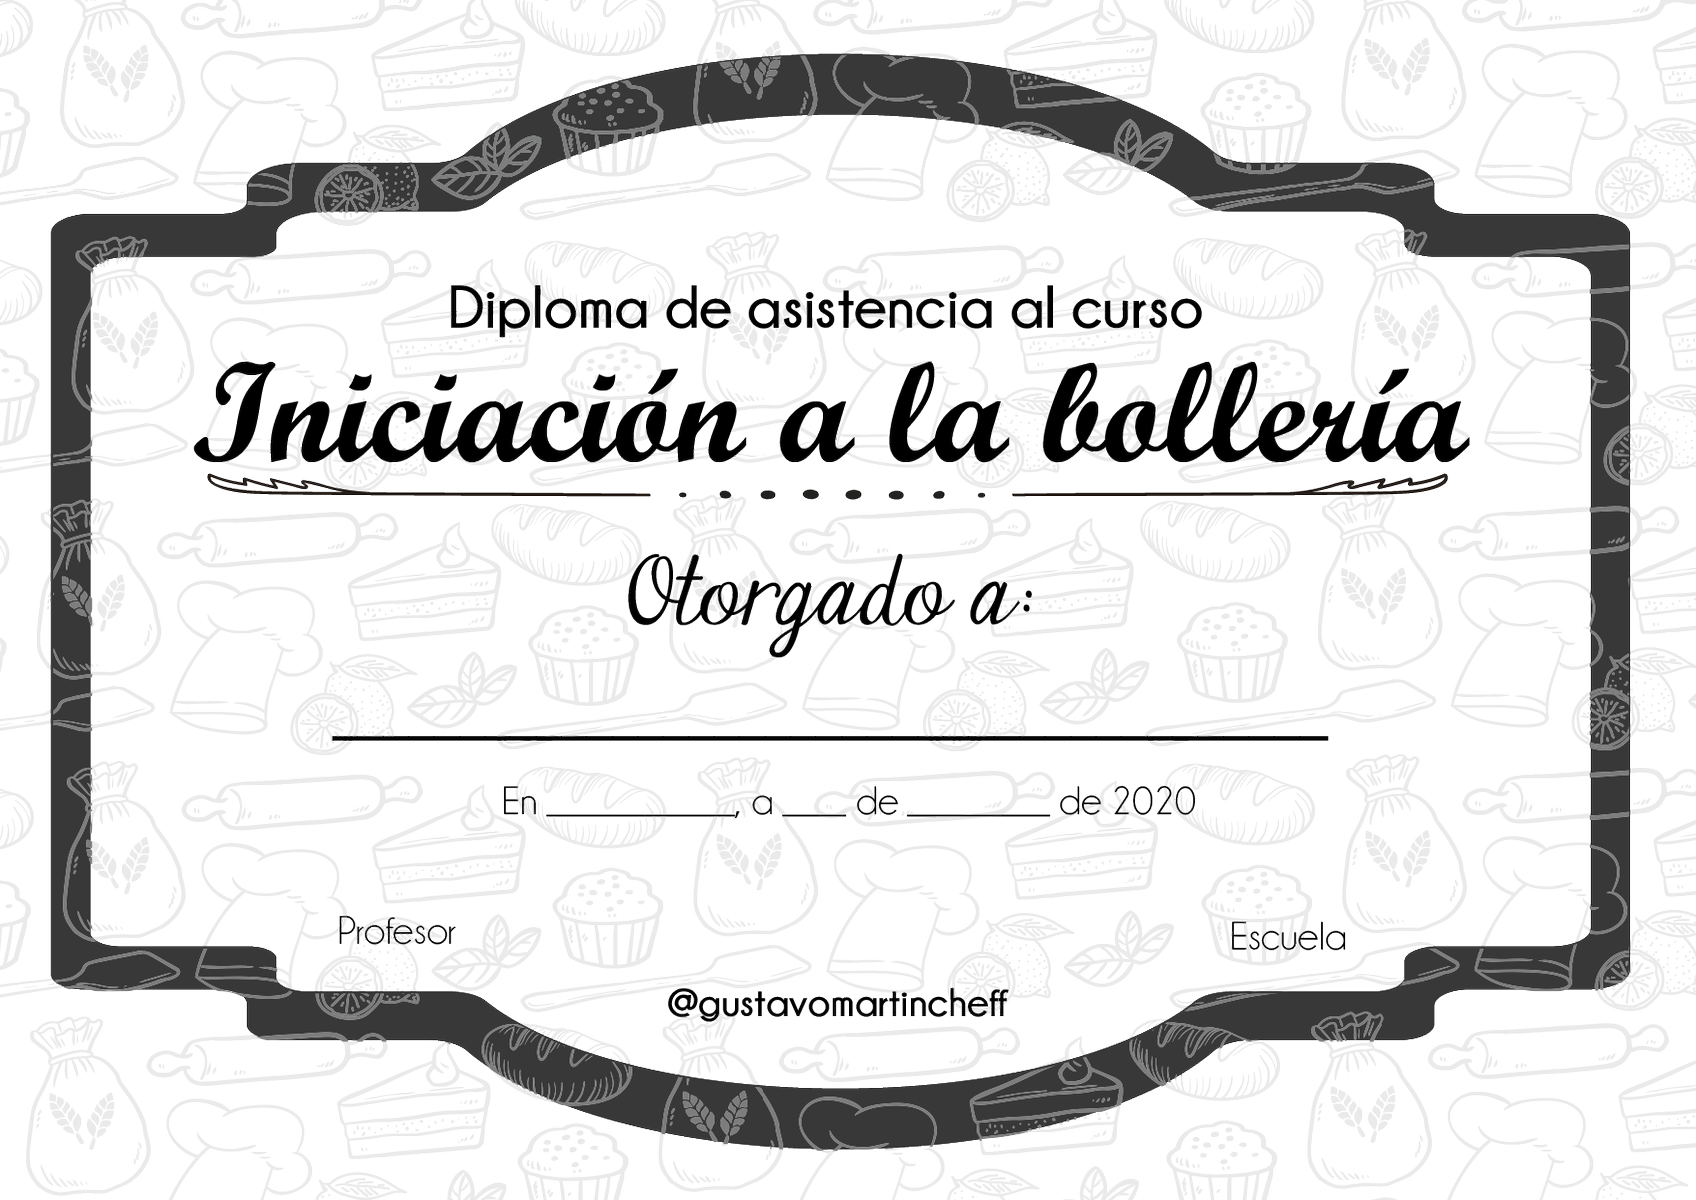 Diploma de asistencia al curso
Iniciación a la bollería
Otorgado a:
En __________, a ___ de ________ de 2020
Profesor
Escuela
@gustavomartincheff